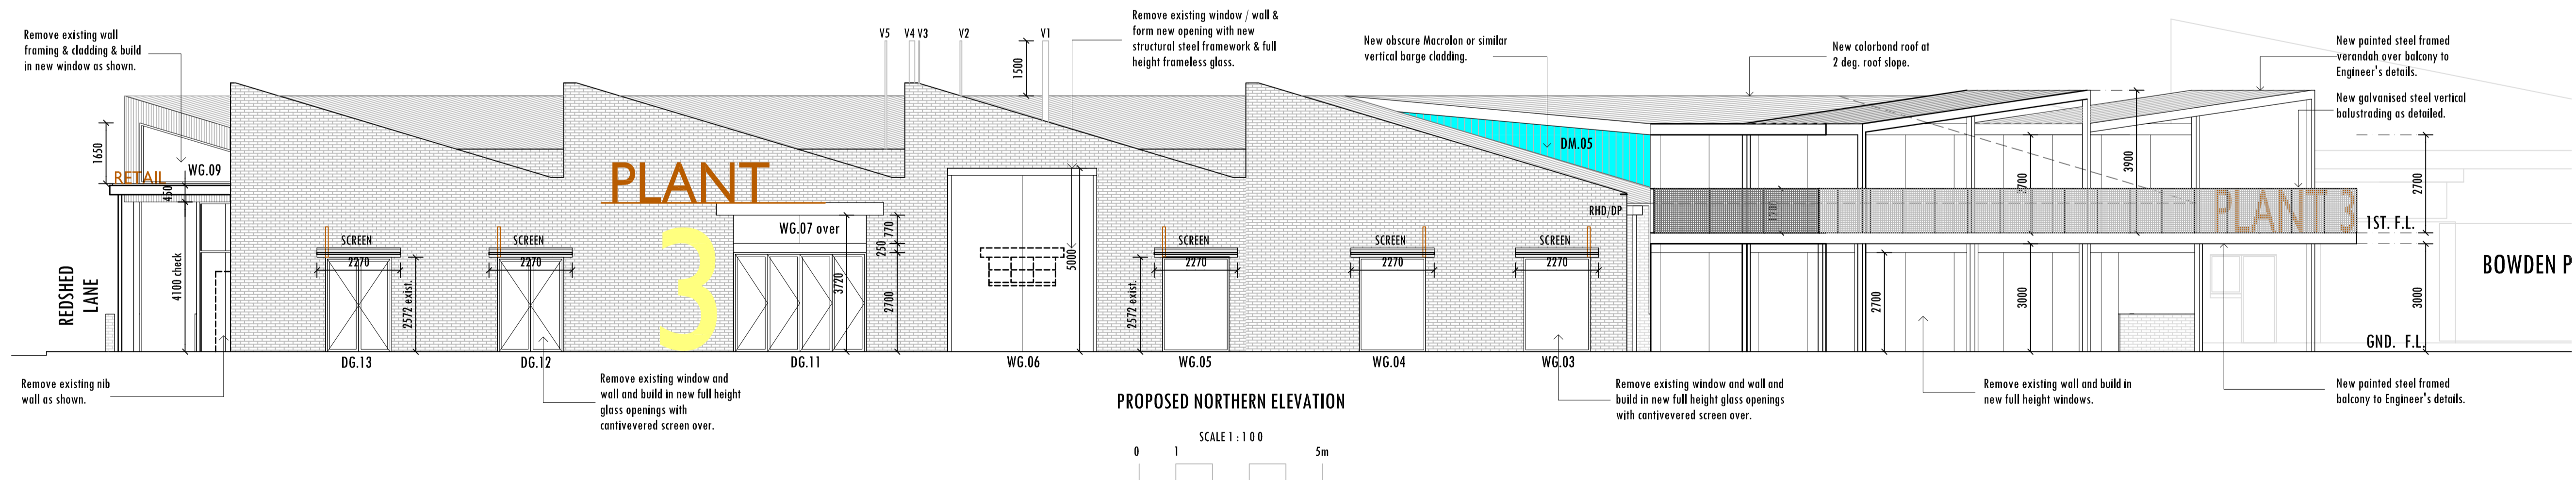 Remove existing wall
framing & cladding & build
in new window as shown.
V5
V4
V3
V2
V1
1500
Remove existing window / wall &
form new opening with new
structural steel framework & full
height frameless glass.
New obscure Macrolon or similar
vertical barge cladding.
New colorbond roof at
2 deg. roof slope.
New painted steel framed
verandah over balcony to
Engineer's details.
New galvanised steel vertical
balustrading as detailed.
1650
RETAIL
WG.09
450
4100 check
REDSHED
LANE
PLANT
3
WG.07 over
SCREEN
2270
2572 exist.
SCREEN
2270
3720
250
770
2700
5000
2572 exist.
SCREEN
2270
SCREEN
2270
SCREEN
2270
DM.05
RHD/DP
1200
2700
3900
2700
PLANT 3
1ST. F.L.
2700
3000
3000
GND. F.L.
BOWDEN P
DG.13
DG.12
DG.11
WG.06
WG.05
WG.04
WG.03
Remove existing nib
wall as shown.
Remove existing window and
wall and build in new full height
glass openings with
cantivevered screen over.
PROPOSED NORTHERN ELEVATION
SCALE 1 : 1 0 0
0 1 5m
Remove existing window and wall and
build in new full height glass openings
with cantivevered screen over.
Remove existing wall and build in
new full height windows.
New painted steel framed
balcony to Engineer's details.